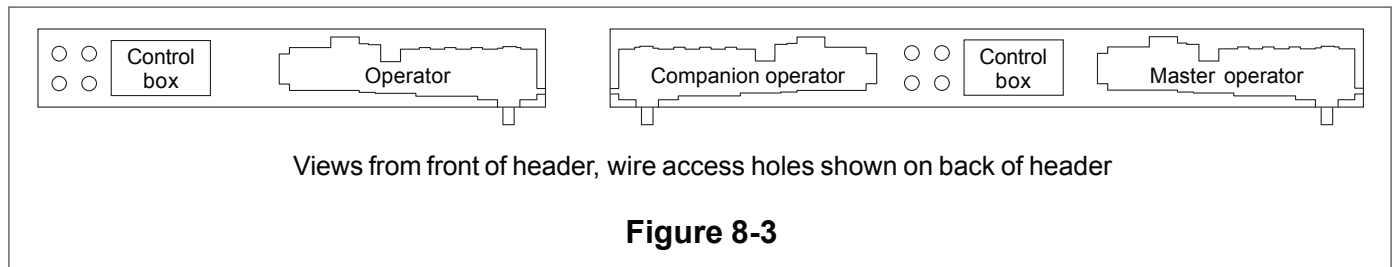 Control
box
Operator
Companion operator
Control
box
Master operator
Views from front of header, wire access holes shown on back of header
Figure 8-3